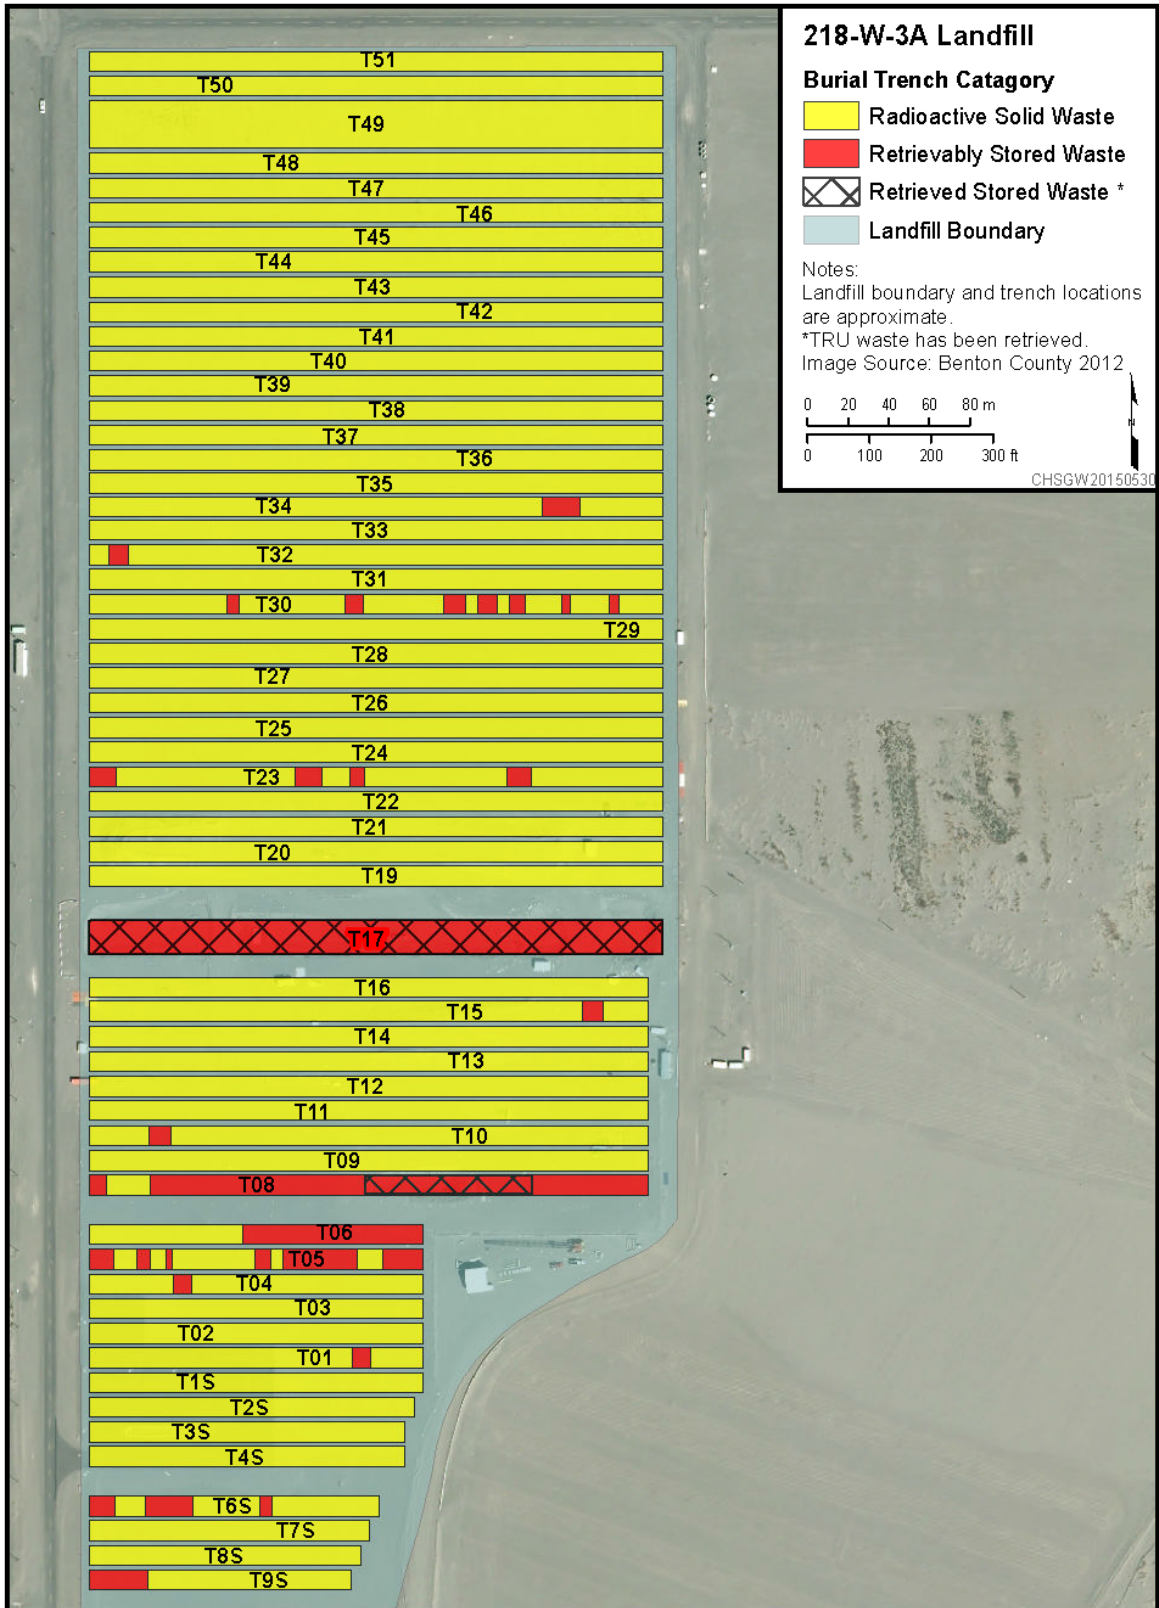 218-W-3A Landfill
Burial Trench Catagory
Radioactive Solid Waste
Retrievably Stored Waste
Retrieved Stored Waste *
Landfill Boundary
Notes:
Landfill boundary and trench locations
are approximate.
*TRU waste has been retrieved.
Image Source: Benton County 2012
0 20 40 60 80 m
0 100 200 300 ft
N
CHSGW20150530
T51
T50
T49
T48
T47
T46
T45
T44
T43
T42
T41
T40
T39
T38
T37
T36
T35
T34
T33
T32
T31
T30
T29
T28
T27
T26
T25
T24
T23
T22
T21
T20
T19
T17
T16
T15
T14
T13
T12
T11
T10
T09
T08
T06
T05
T04
T03
T02
T01
T1S
T2S
T3S
T4S
T6S
T7S
T8S
T9S